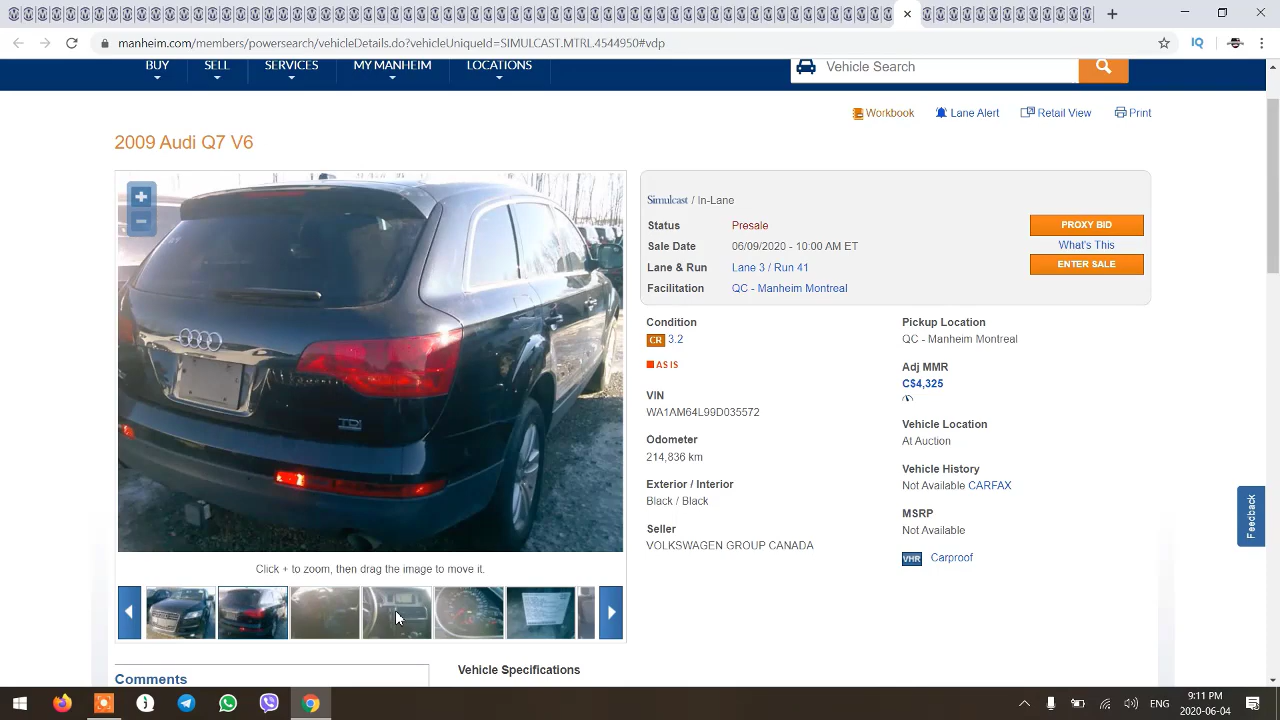 manheim.com/members/powersearch/vehicleDetails.do?vehicleUniqueId=SIMULCAST.MTRL.4544950#vdp
BUY
SELL
SERVICES
MY MANHEIM
LOCATIONS
Vehicle Search
Workbook
Lane Alert
Retail View
Print
2009 Audi Q7 V6
Simulcast / In-Lane
Status
Presale
PROXY BID
Sale Date
06/09/2020 - 10:00 AM ET
What's This
Lane & Run
Lane 3 / Run 41
ENTER SALE
Facilitation
QC - Manheim Montreal
Condition
CR 3.2
AS IS
VIN
WA1AM64L99D035572
Odometer
214,836 km
Exterior / Interior
Black / Black
Seller
VOLKSWAGEN GROUP CANADA
Pickup Location
QC - Manheim Montreal
Adj MMR
C$4,325
Vehicle Location
At Auction
Vehicle History
Not Available CARFAX
MSRP
Not Available
VHR Carproof
Feedback
TDI
Click + to zoom, then drag the image to move it.
Comments
Vehicle Specifications
IQ
ENG
9:11 PM
2020-06-04